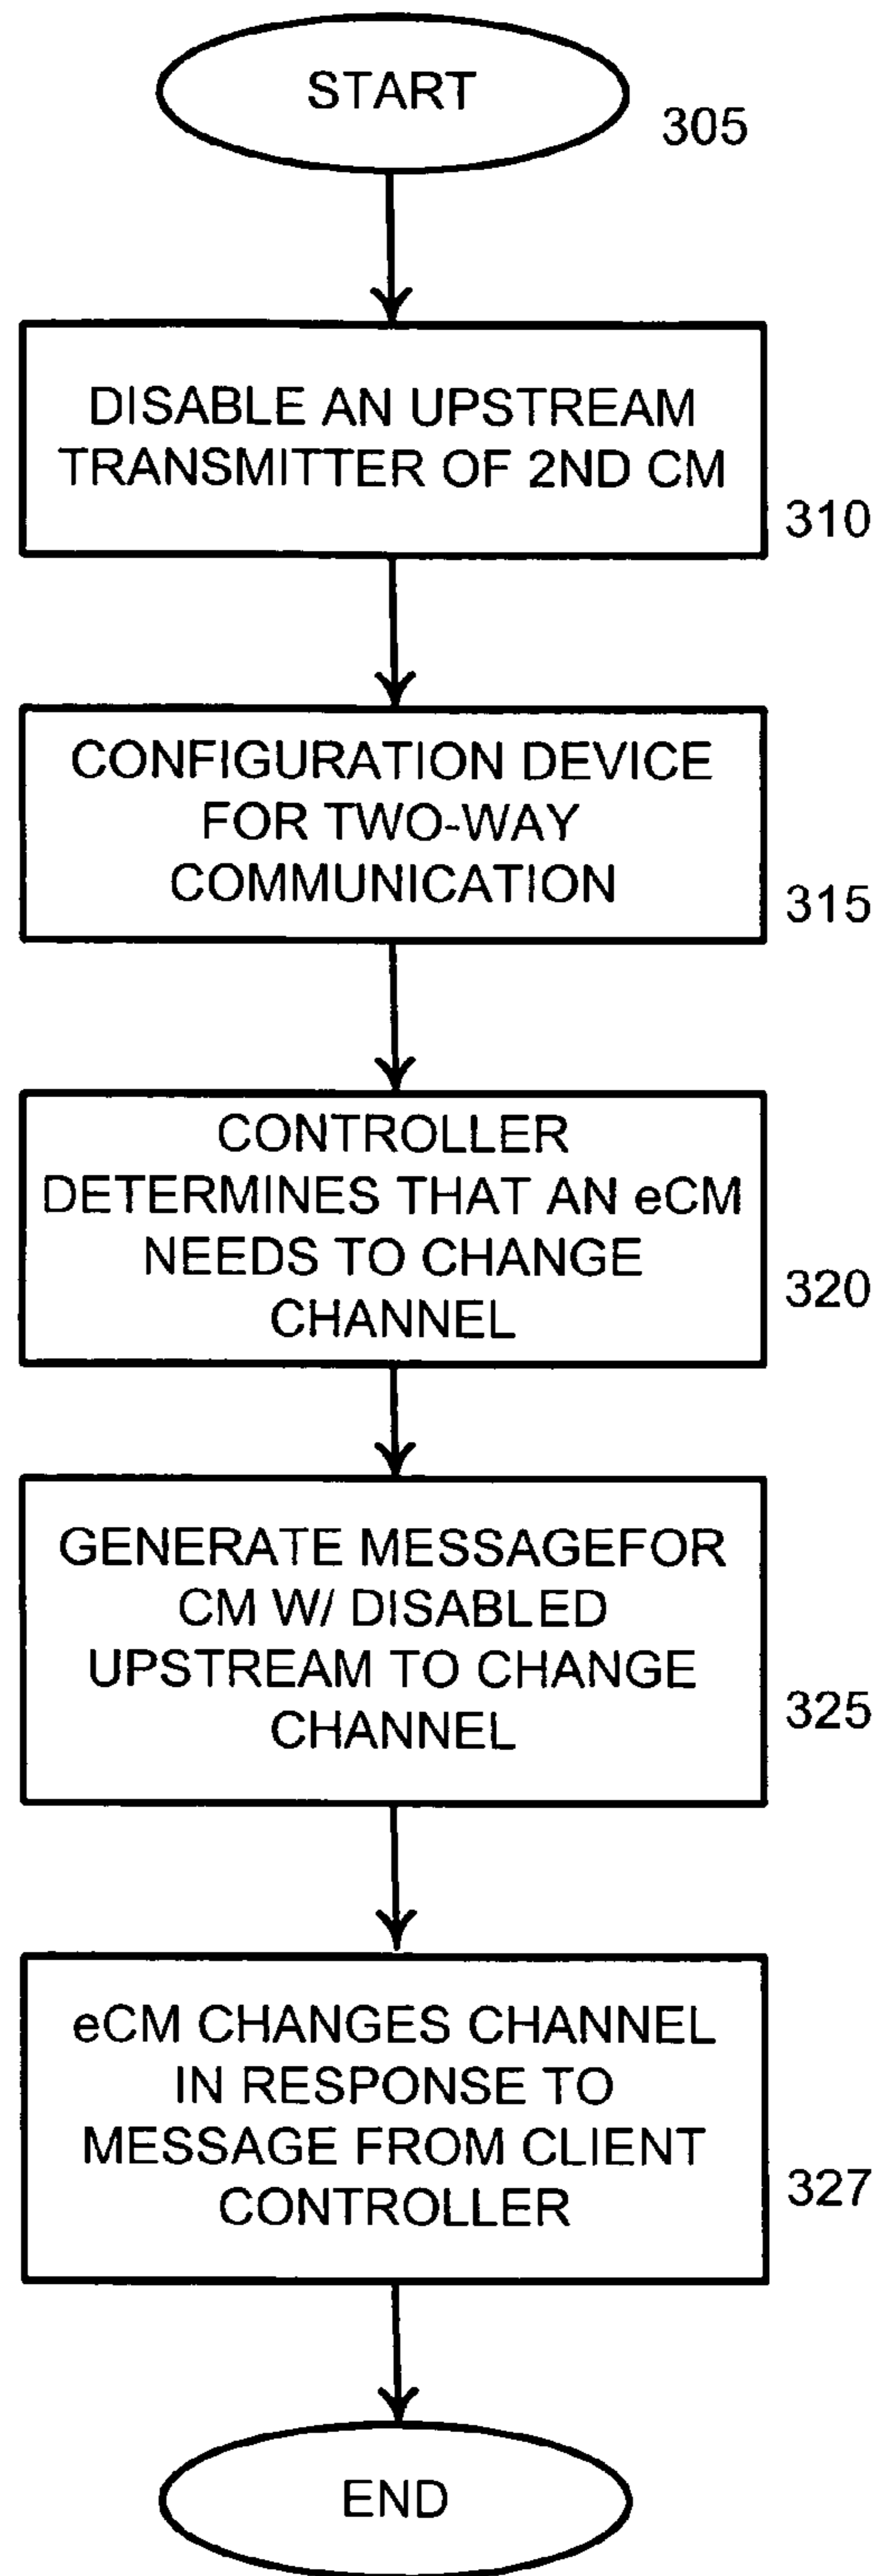 START
305
DISABLE AN UPSTREAM
TRANSMITTER OF 2ND CM
310
CONFIGURATION DEVICE
FOR TWO-WAY
COMMUNICATION
315
CONTROLLER
DETERMINES THAT AN eCM
NEEDS TO CHANGE
CHANNEL
320
GENERATE MESSAGEFOR
CM W/ DISABLED
UPSTREAM TO CHANGE
CHANNEL
325
eCM CHANGES CHANNEL
IN RESPONSE TO
MESSAGE FROM CLIENT
CONTROLLER
327
END